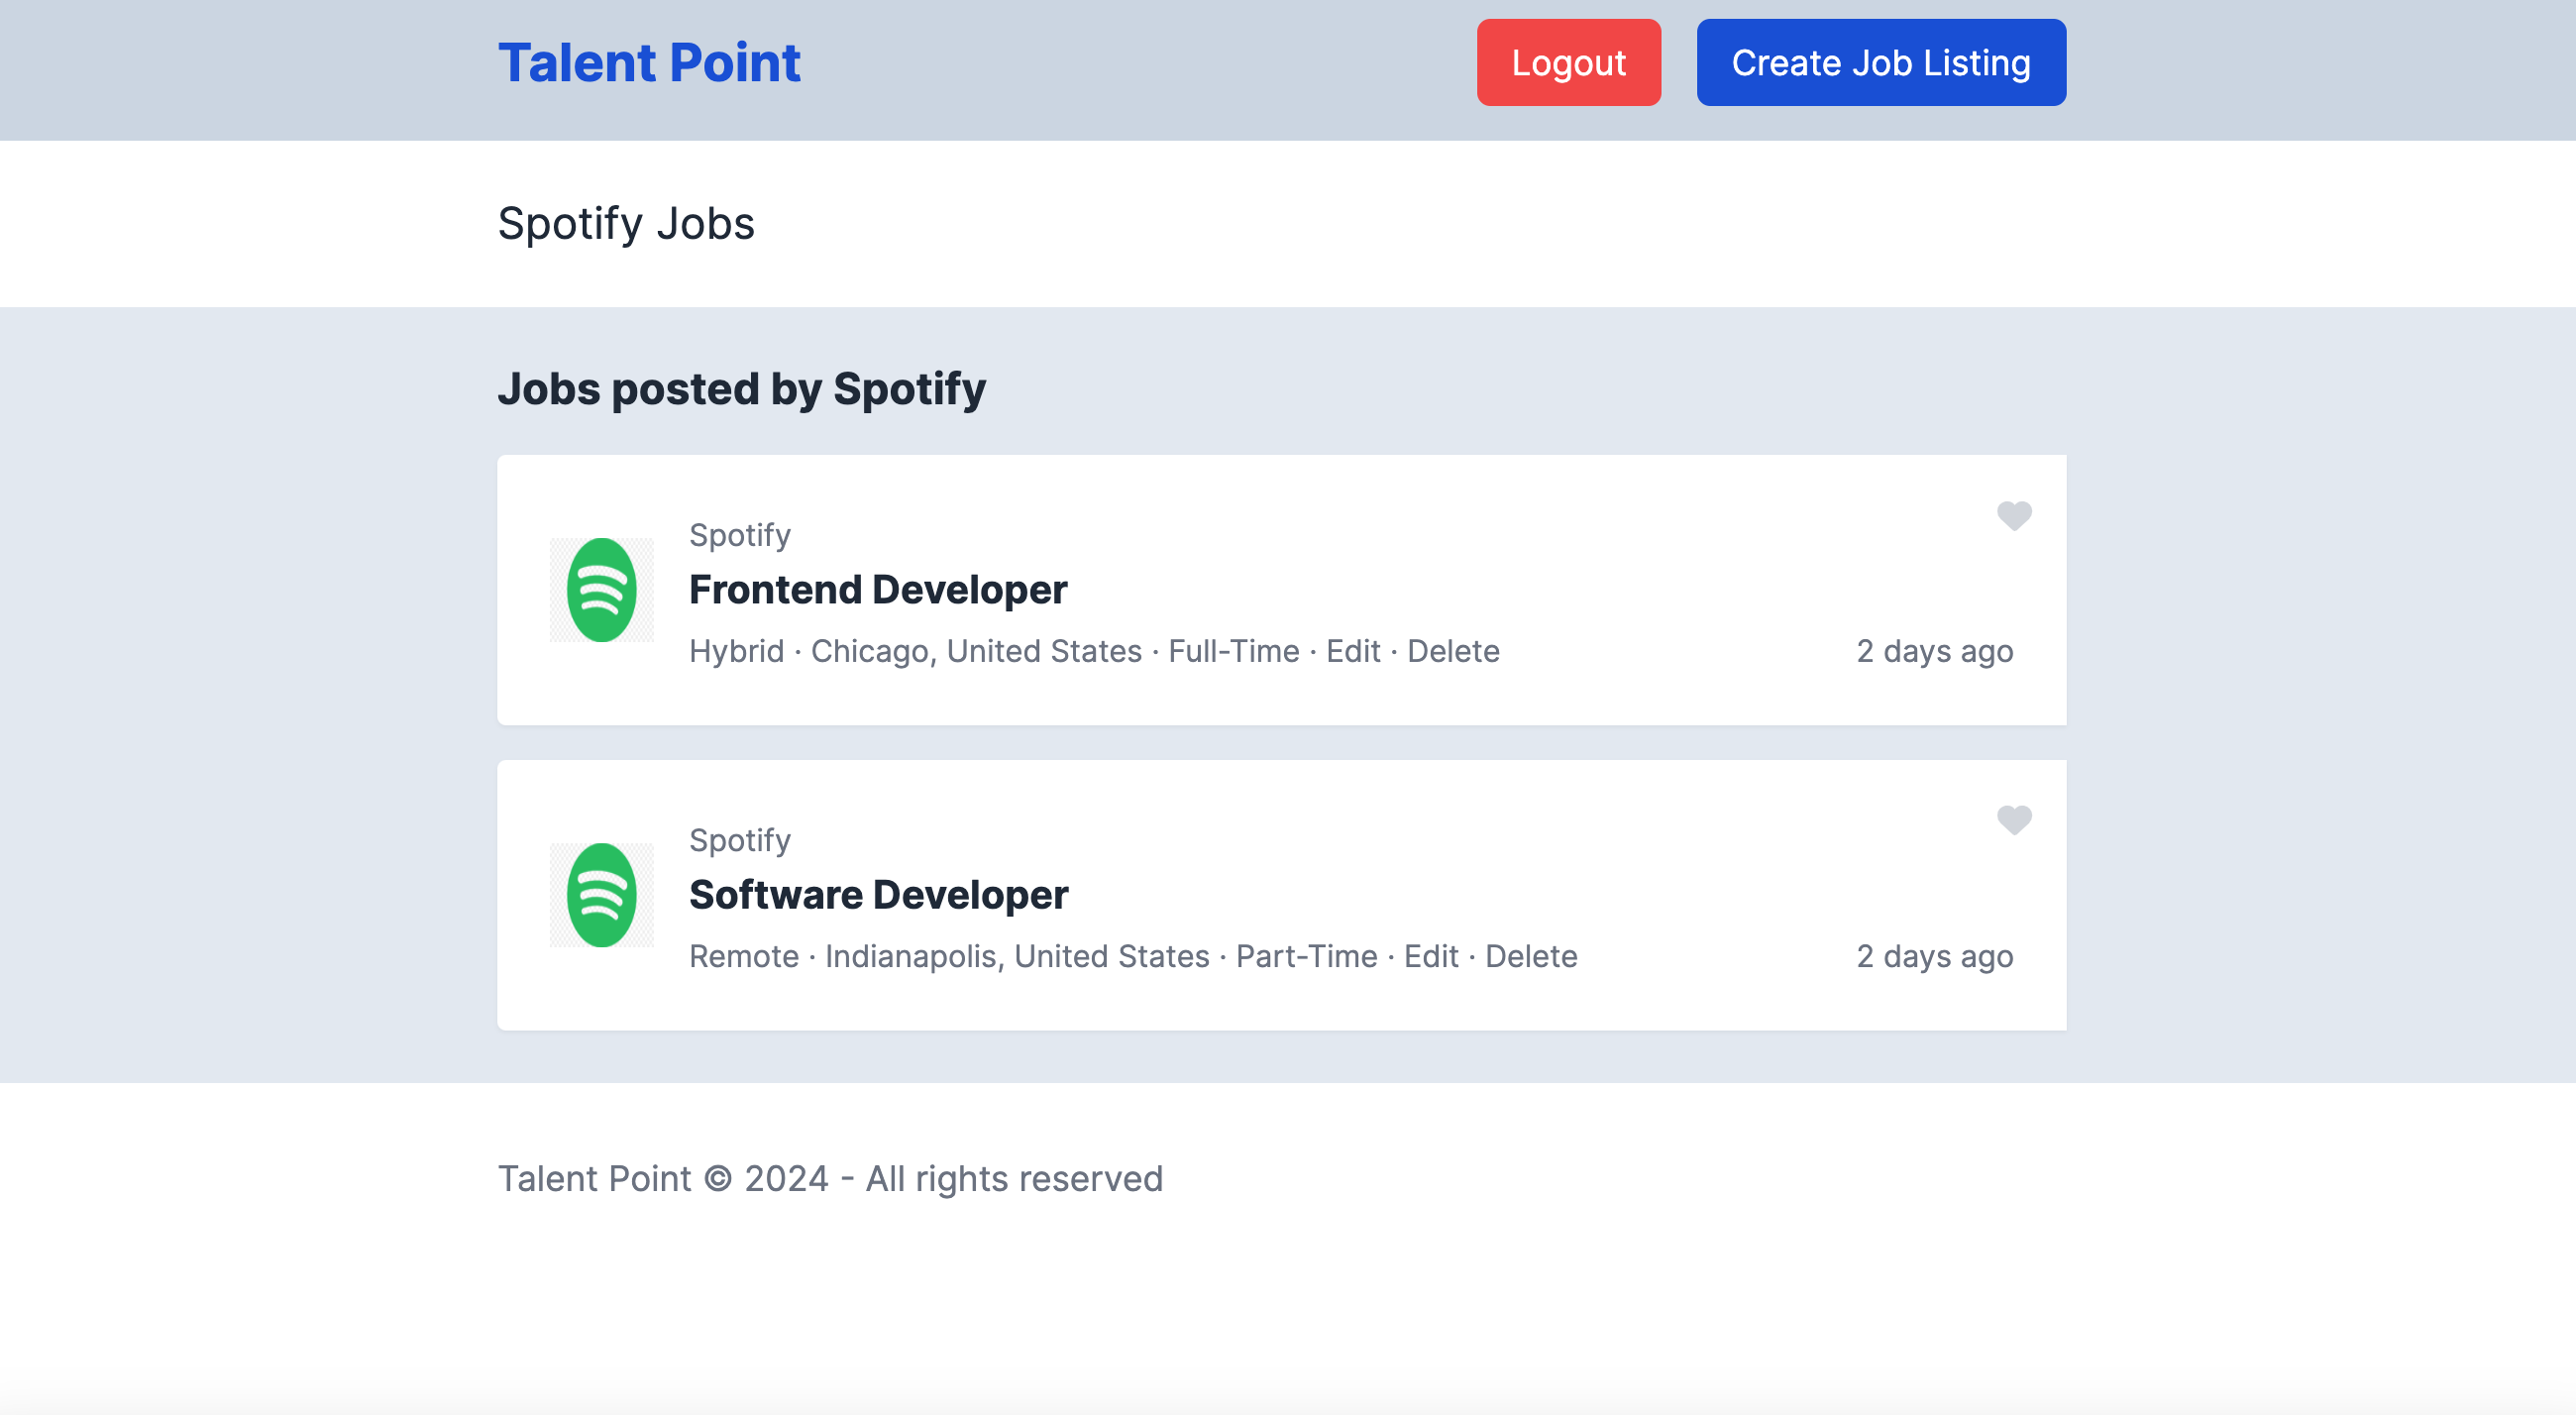 Talent Point
Logout
Create Job Listing
Spotify Jobs
Jobs posted by Spotify
Spotify
Frontend Developer
Hybrid · Chicago, United States · Full-Time · Edit · Delete
2 days ago
Spotify
Software Developer
Remote · Indianapolis, United States · Part-Time · Edit · Delete
2 days ago
Talent Point © 2024 - All rights reserved